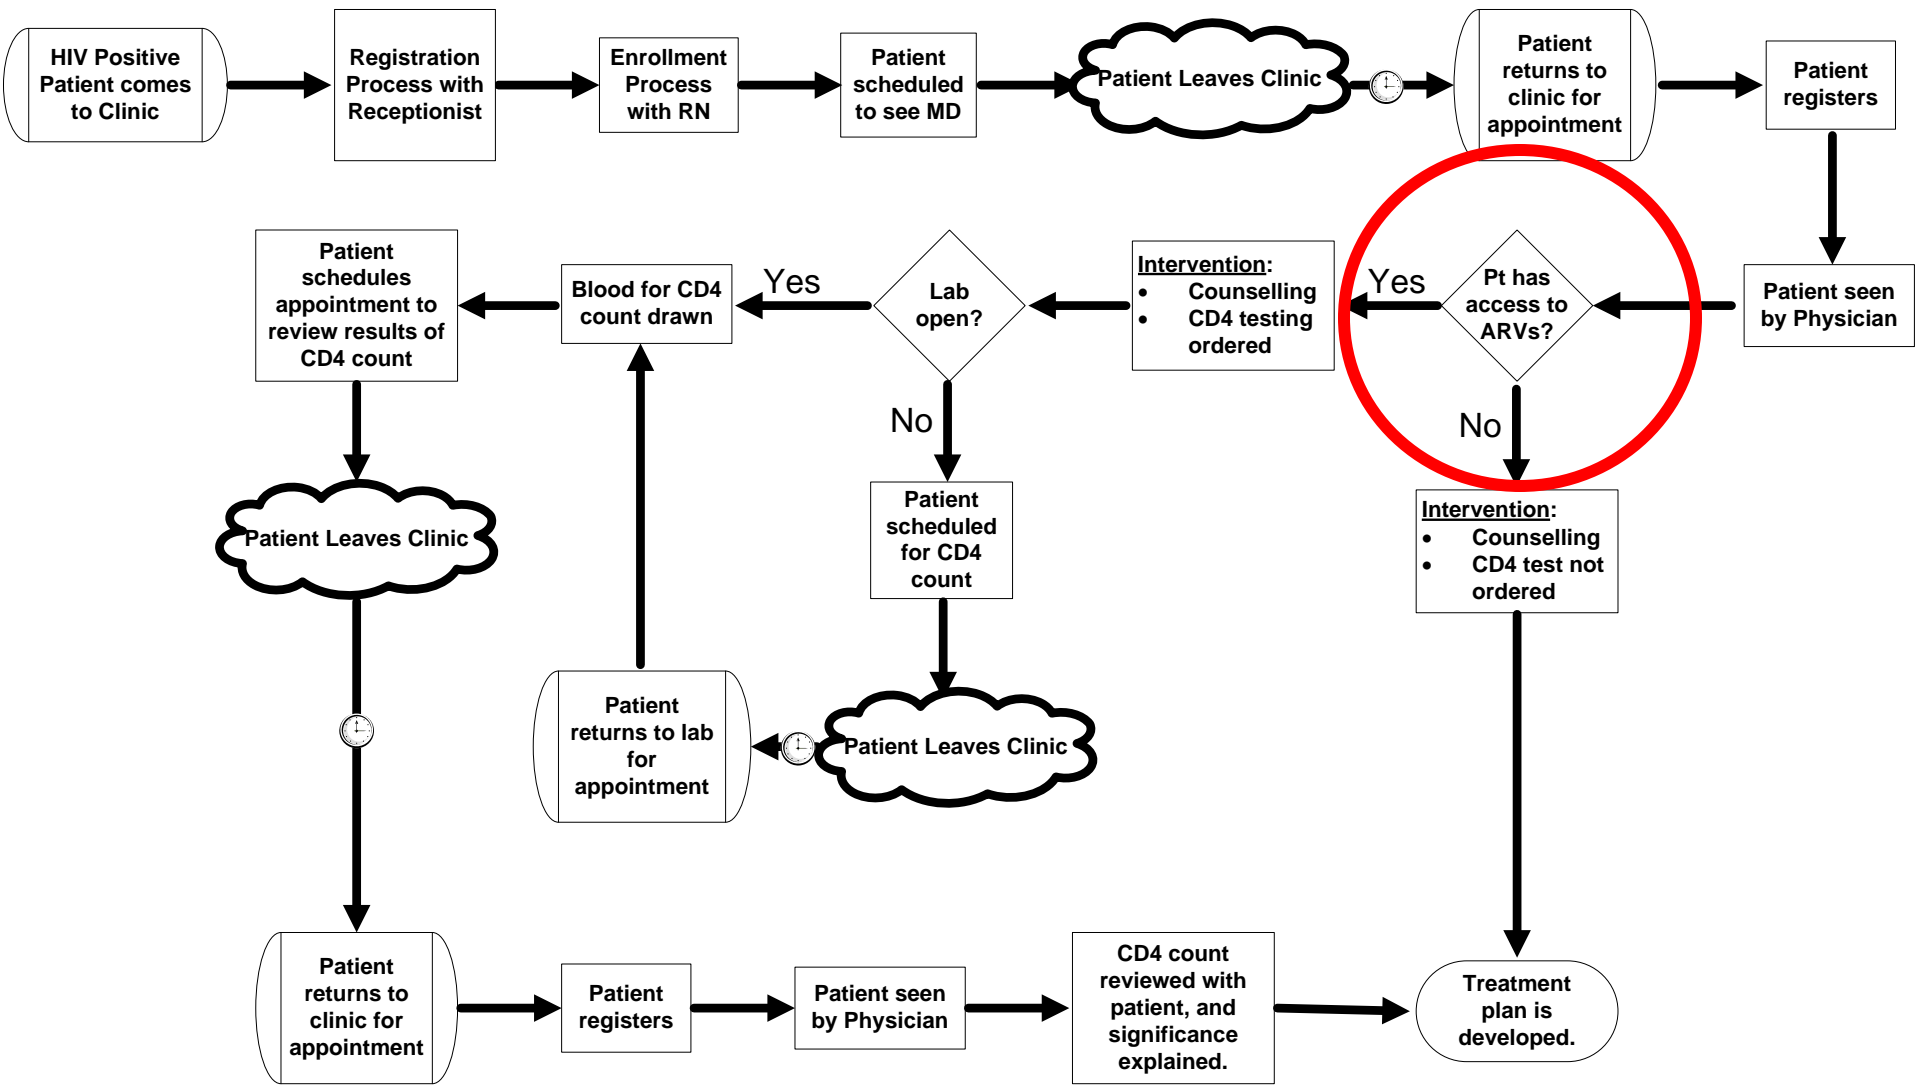 HIV Positive
Patient comes
to Clinic
Registration
Process with
Receptionist
Enrollment
Process
with RN
Patient
scheduled
to see MD
Patient Leaves Clinic
Patient
returns to
clinic for
appointment
Patient
registers
Patient seen
by Physician
Pt has
access to
ARVs?
Yes
No
Intervention:
• Counselling
• CD4 testing
ordered
Lab
open?
Yes
No
Blood for CD4
count drawn
Patient
schedules
appointment to
review results of
CD4 count
Patient Leaves Clinic
Patient
scheduled
for CD4
count
Patient Leaves Clinic
Patient
returns to lab
for
appointment
Intervention:
• Counselling
• CD4 test not
ordered
Patient
returns to
clinic for
appointment
Patient
registers
Patient seen
by Physician
CD4 count
reviewed with
patient, and
significance
explained.
Treatment
plan is
developed.